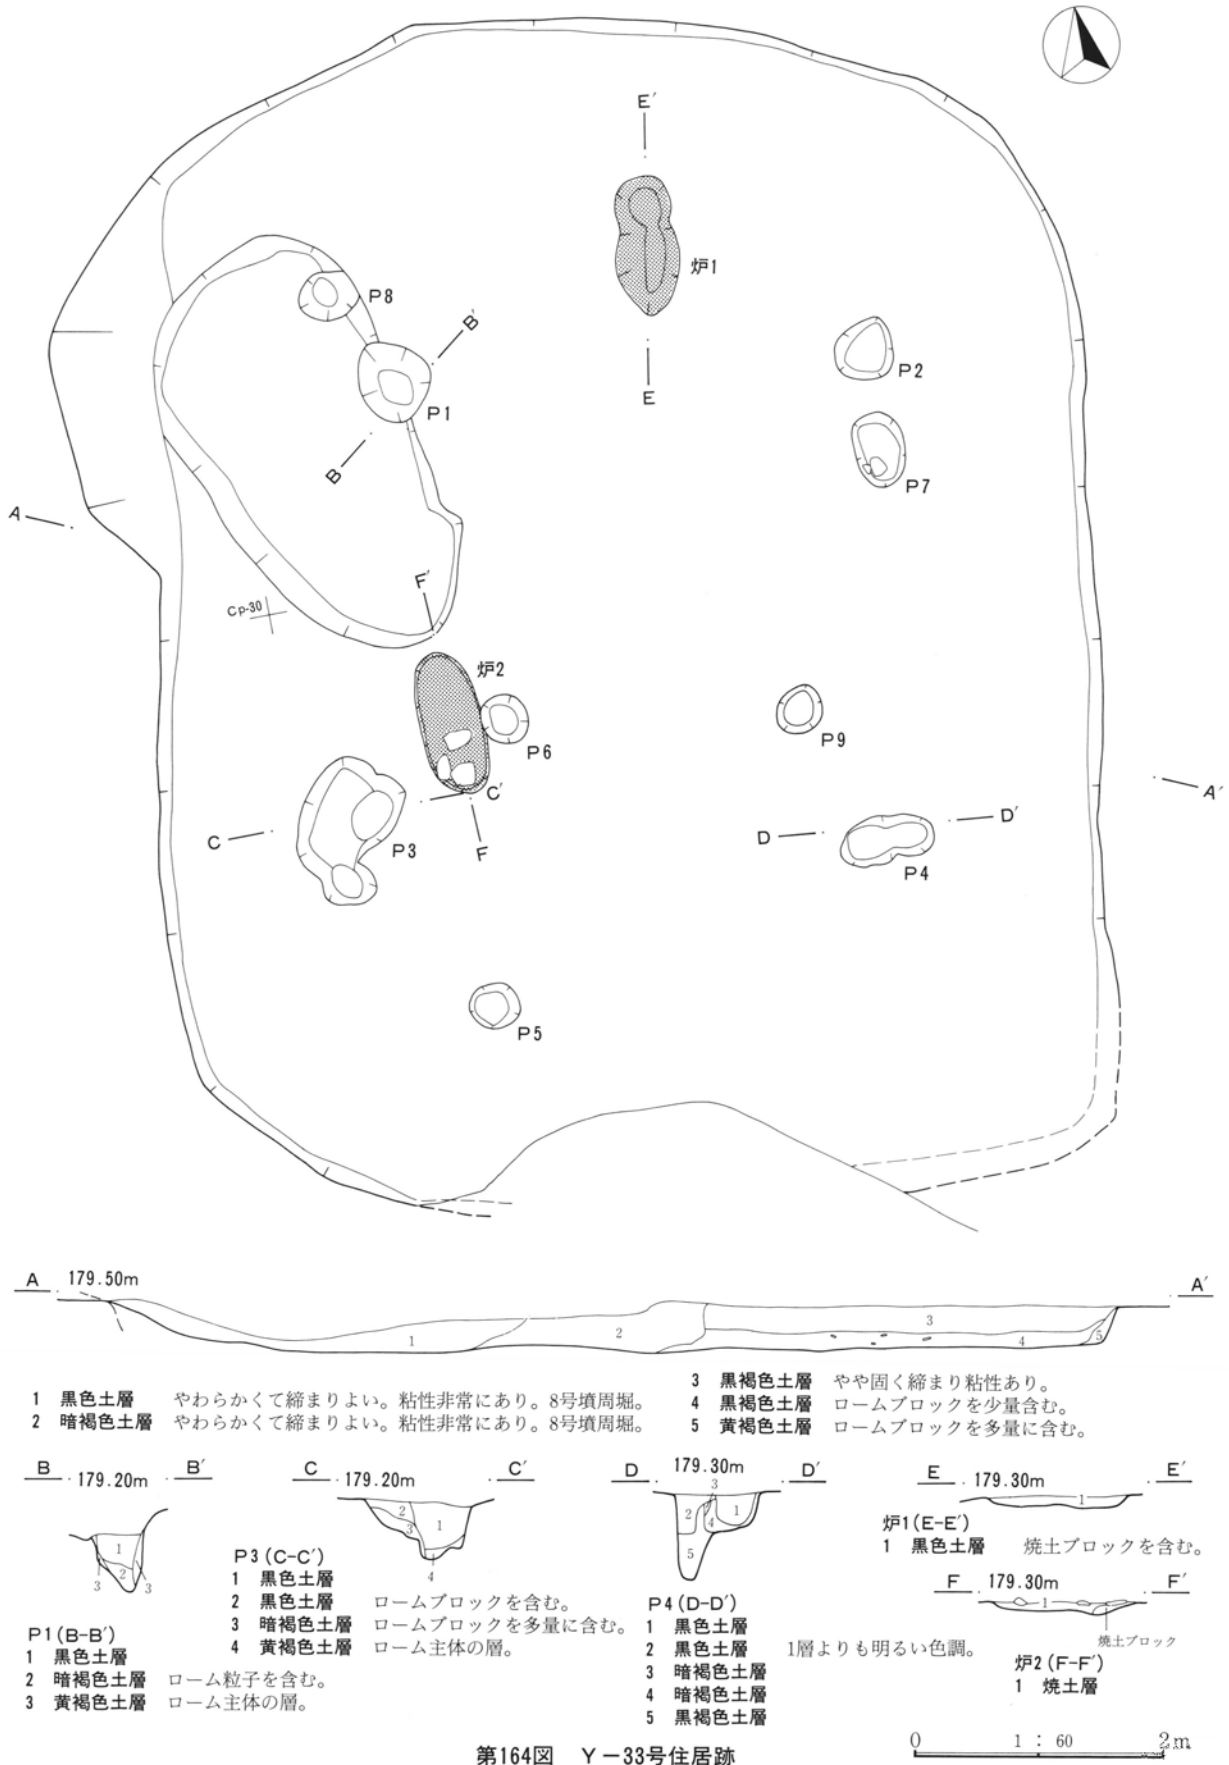 E′
炉1
P8
B′
P2
E
P1
P7
B
A
F′
Cp-30
炉2
P6
P9
A′
C′
D
D′
C
P3
F
P4
P5
A 179.50m A′
3
1 2 4 5
1 黒色土層 やわらかくて締まりよい。粘性非常にあり。8号墳周堀。
2 暗褐色土層 やわらかくて締まりよい。粘性非常にあり。8号墳周堀。
3 黒褐色土層 やや固く締まり粘性あり。
4 黒褐色土層 ロームブロックを少量含む。
5 黄褐色土層 ロームブロックを多量に含む。
B 179.20m B′
1
2
3 3
P1(B-B′)
1 黒色土層
2 暗褐色土層 ローム粒子を含む。
3 黄褐色土層 ローム主体の層。
C 179.20m C′
2 1
3
4
P3(C-C′)
1 黒色土層
2 黒色土層 ロームブロックを含む。
3 暗褐色土層 ロームブロックを多量に含む。
4 黄褐色土層 ローム主体の層。
D 179.30m D′
3
2 4 1
5
P4(D-D′)
1 黒色土層
2 黒色土層 1層よりも明るい色調。
3 暗褐色土層
4 暗褐色土層
5 黒褐色土層
E 179.30m E′
1
炉1(E-E′)
1 黒色土層 焼土ブロックを含む。
F 179.30m F′
1 1
焼土ブロック
炉2(F-F′)
1 焼土層
0 1 : 60 2m
第164図 Y-33号住居跡